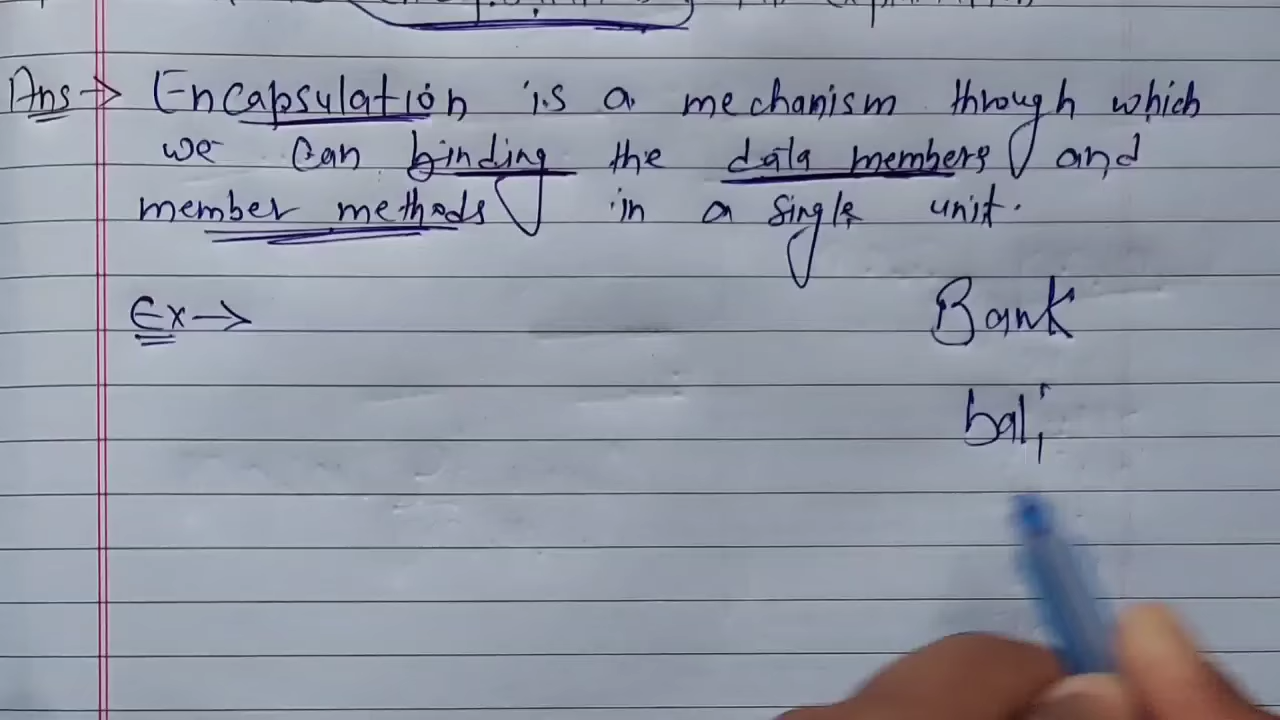 Ans → Encapsulation is a mechanism through which
we can binding the data members and
member methods in a single unit.
Ex →
Bank
bal;